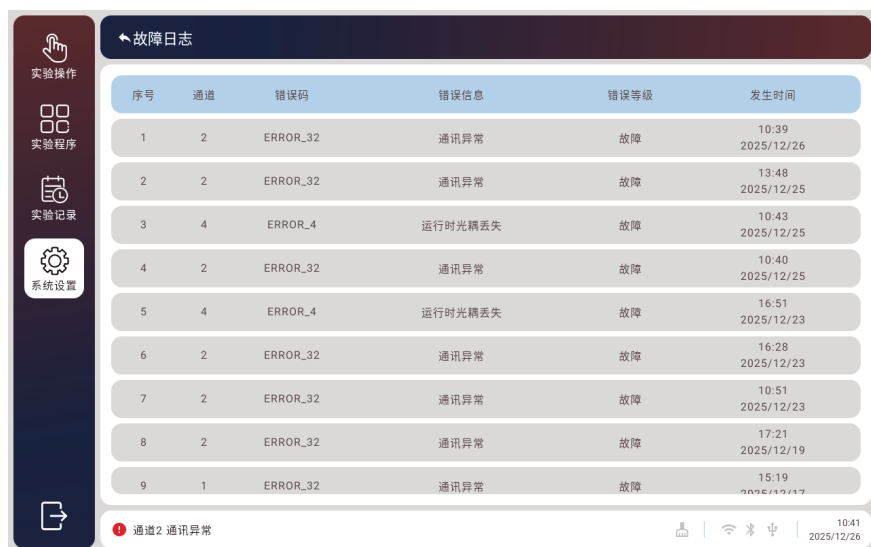 故障日志
实验操作
实验程序
实验记录
系统设置
序号 通道 错误码 错误信息 错误等级 发生时间
1 2 ERROR_32 通讯异常 故障 10:39
2025/12/26
2 2 ERROR_32 通讯异常 故障 13:48
2025/12/25
3 4 ERROR_4 运行时光耦丢失 故障 10:43
2025/12/25
4 2 ERROR_32 通讯异常 故障 10:40
2025/12/25
5 4 ERROR_4 运行时光耦丢失 故障 16:51
2025/12/23
6 2 ERROR_32 通讯异常 故障 16:28
2025/12/23
7 2 ERROR_32 通讯异常 故障 10:51
2025/12/23
8 2 ERROR_32 通讯异常 故障 17:21
2025/12/19
9 1 ERROR_32 通讯异常 故障 15:19
2025/12/17
通道2 通讯异常
10:41
2025/12/26